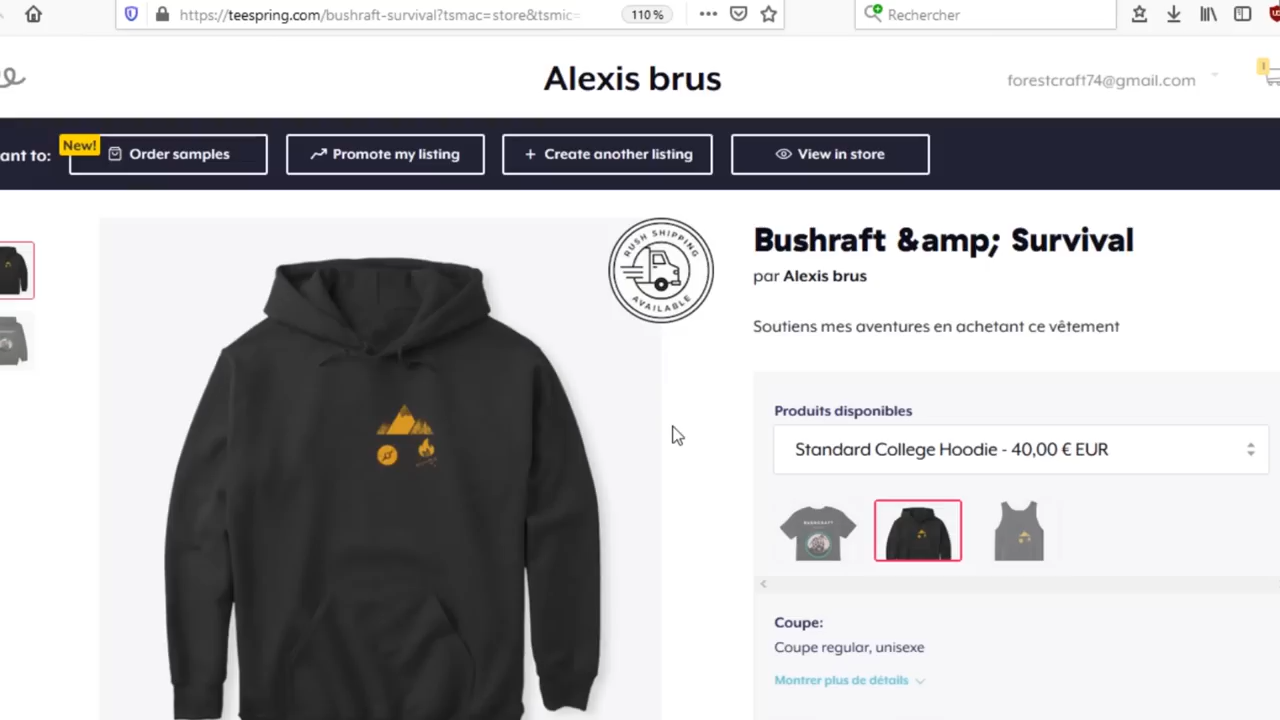 https://teespring.com/bushraft-survival?tsmac=store&tsmic=
110 %
Rechercher
Alexis brus
forestcraft74@gmail.com
1
ant to:
New!
Order samples
Promote my listing
+ Create another listing
View in store
RUSH SHIPPING
AVAILABLE
Bushraft &amp; Survival
par Alexis brus
Soutiens mes aventures en achetant ce vêtement
Produits disponibles
Standard College Hoodie - 40,00 € EUR
BUSHCRAFT
Coupe:
Coupe regular, unisexe
Montrer plus de détails